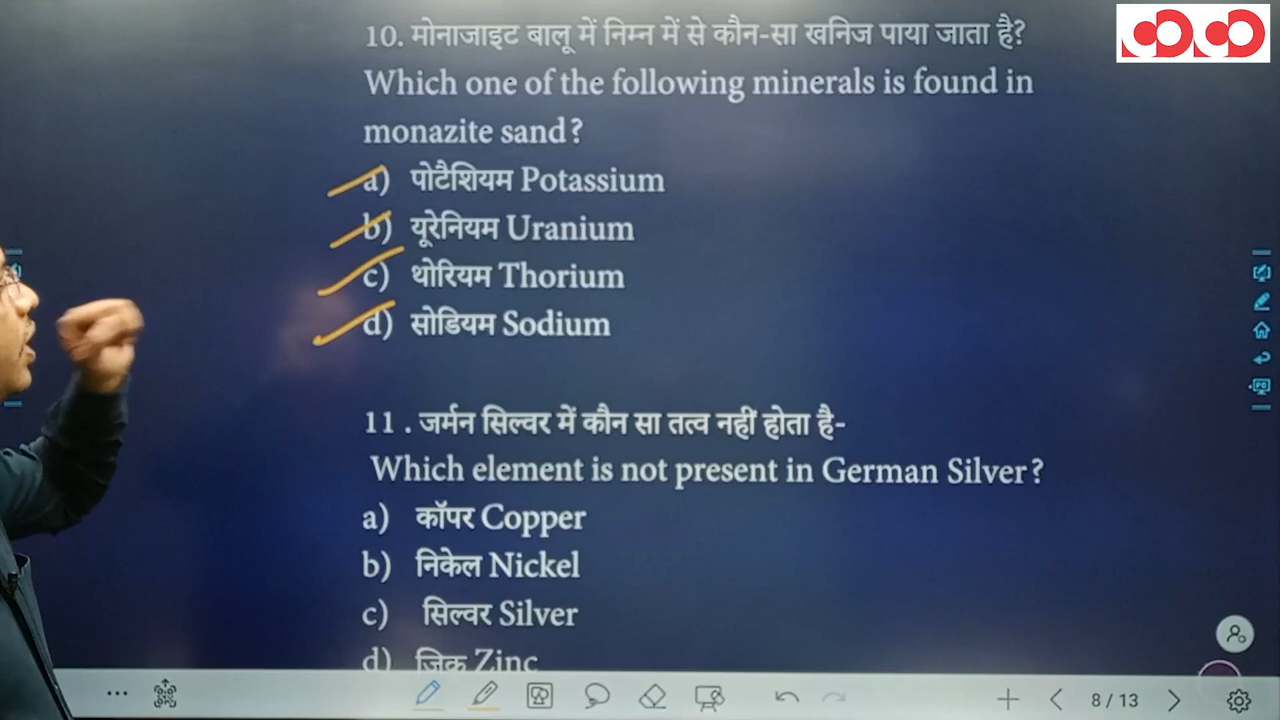 10. मोनाजाइट बालू में निम्न में से कौन-सा खनिज पाया जाता है?
Which one of the following minerals is found in
monazite sand?
a) पोटैशियम Potassium
b) यूरेनियम Uranium
c) थोरियम Thorium
d) सोडियम Sodium
11 . जर्मन सिल्वर में कौन सा तत्व नहीं होता है-
Which element is not present in German Silver?
a) कॉपर Copper
b) निकेल Nickel
c) सिल्वर Silver
d) जिंक Zinc
8 / 13